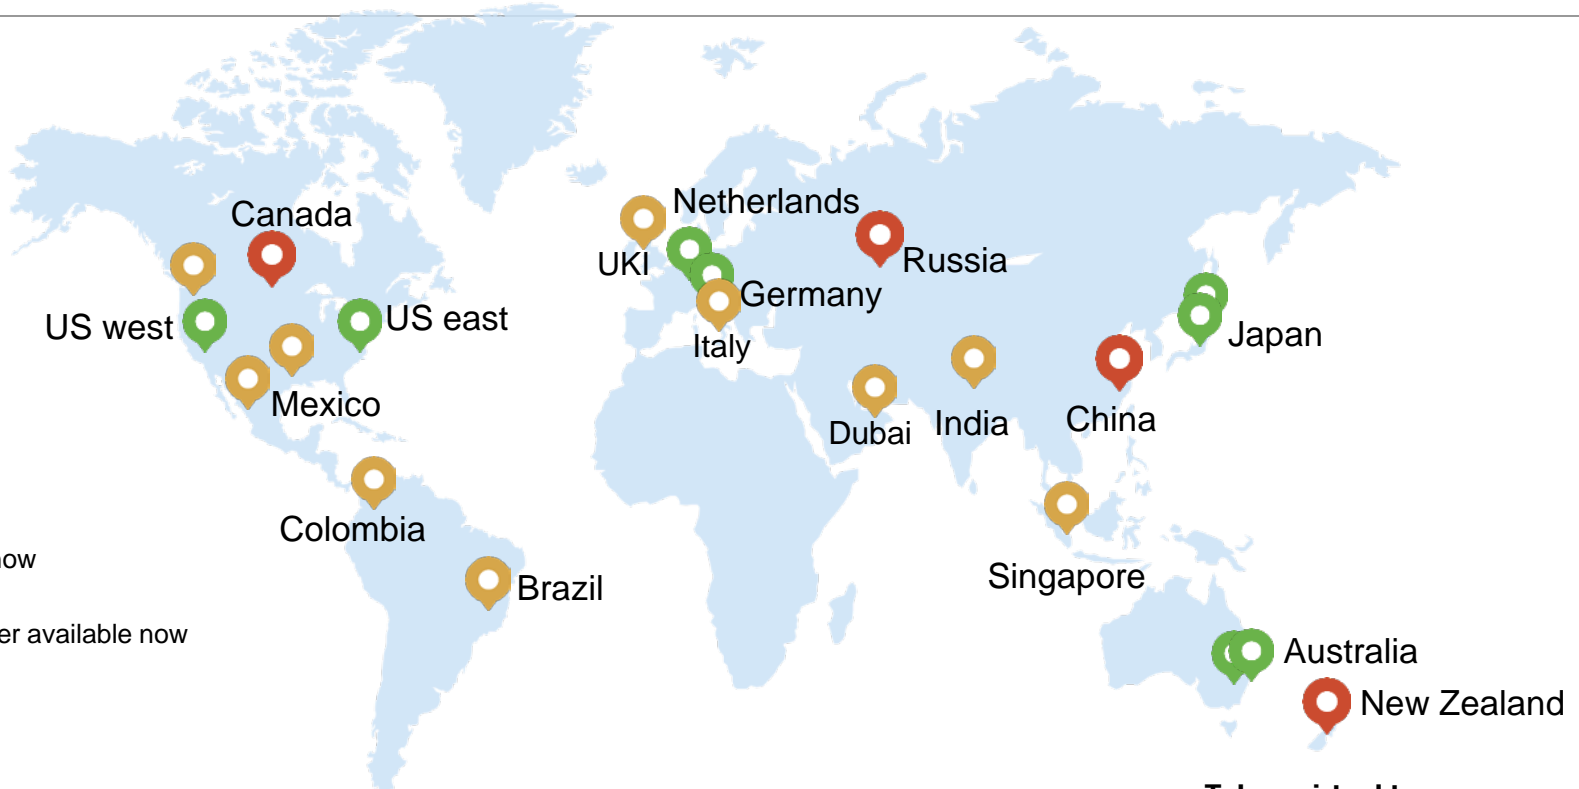 Canada
Netherlands
UKI
Russia
Germany
US west
US east
Italy
Japan
Mexico
Dubai
India
China
Colombia
now
Singapore
Brazil
er available now
Australia
New Zealand